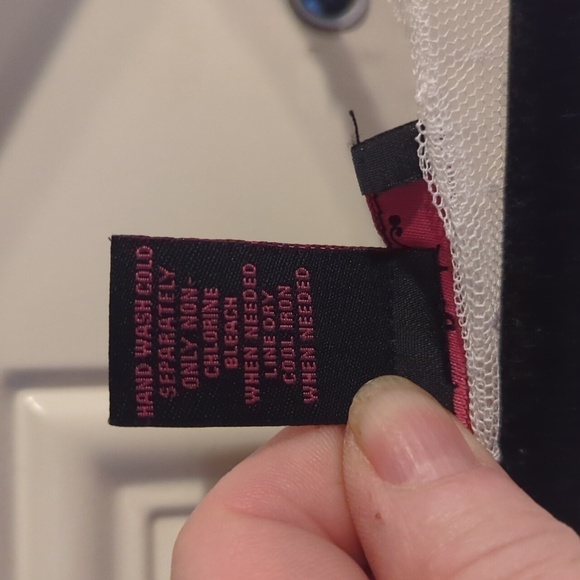 HAND WASH COLD
SEPARATELY
ONLY NON-
CHLORINE
BLEACH
WHEN NEEDED
LINE DRY
COOL IRON
WHEN NEEDED